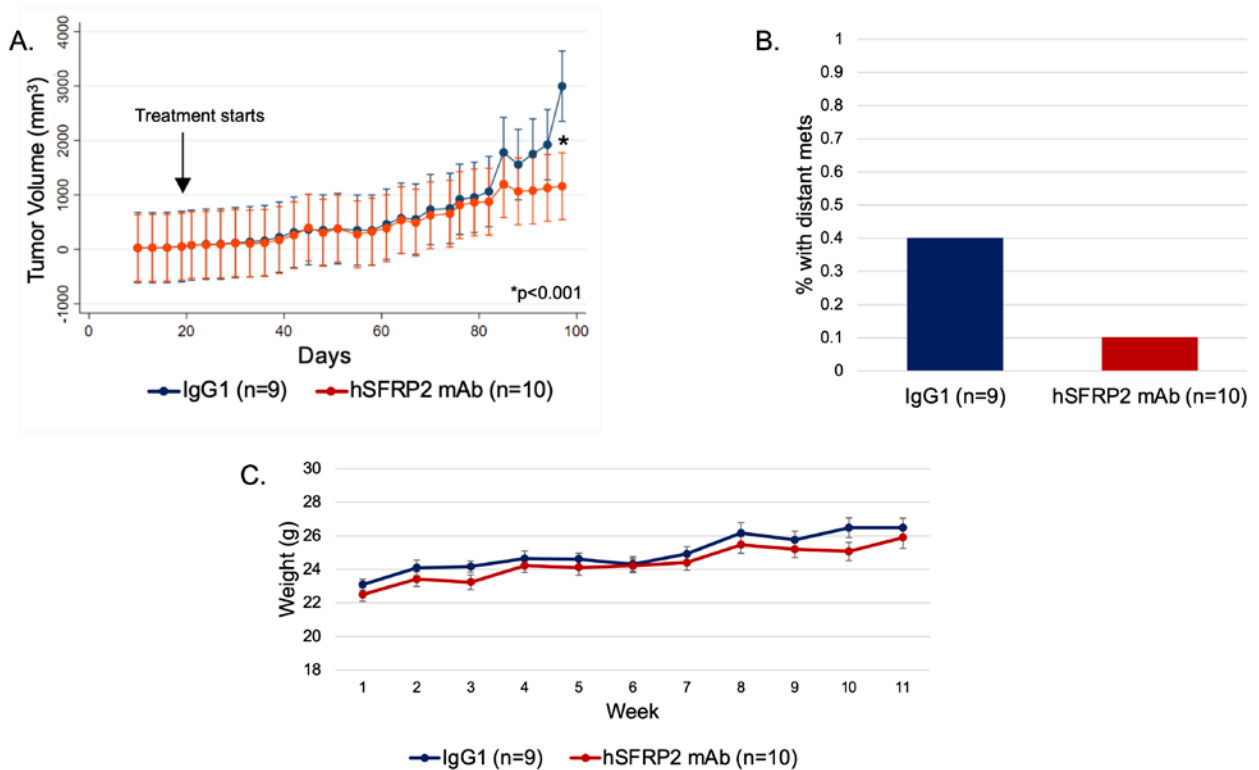 A.
Tumor Volume (mm³)
4000
3000
2000
1000
0
-1000
Treatment starts
*
*p<0.001
0 20 40 60 80 100
Days
IgG1 (n=9) hSFRP2 mAb (n=10)
B.
% with distant mets
1
0.9
0.8
0.7
0.6
0.5
0.4
0.3
0.2
0.1
0
IgG1 (n=9) hSFRP2 mAb (n=10)
C.
Weight (g)
30
28
26
24
22
20
18
1 2 3 4 5 6 7 8 9 10 11
Week
IgG1 (n=9) hSFRP2 mAb (n=10)